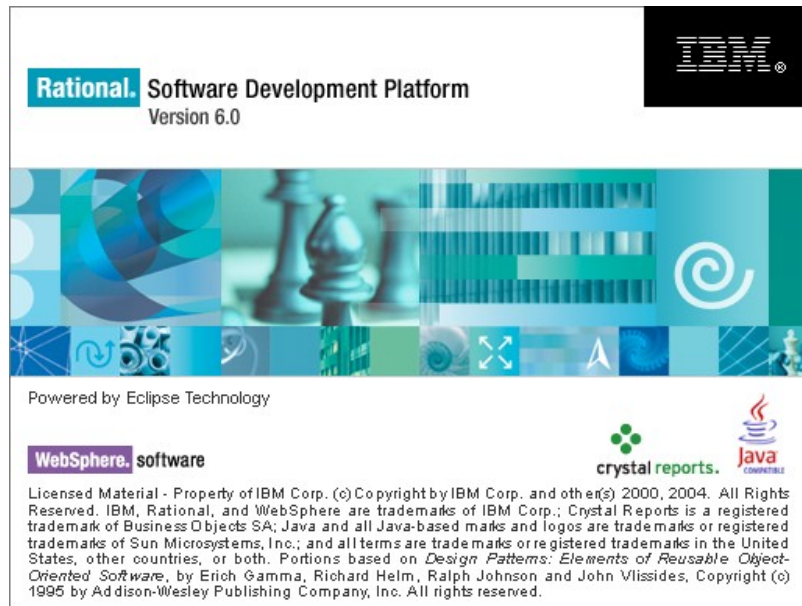 IBM®
Rational. Software Development Platform
Version 6.0
Powered by Eclipse Technology
WebSphere. software
crystal reports.
Java
COMPATIBLE
Licensed Material - Property of IBM Corp. (c) Copyright by IBM Corp. and other(s) 2000, 2004. All Rights
Reserved. IBM, Rational, and WebSphere are trademarks of IBM Corp.; Crystal Reports is a registered
trademark of Business Objects SA; Java and all Java-based marks and logos are trademarks or registered
trademarks of Sun Microsystems, Inc.; and all terms are trademarks or registered trademarks in the United
States, other countries, or both. Portions based on Design Patterns: Elements of Reusable Object-
Oriented Software, by Erich Gamma, Richard Helm, Ralph Johnson and John Vlissides, Copyright (c)
1995 by Addison-Wesley Publishing Company, Inc. All rights reserved.